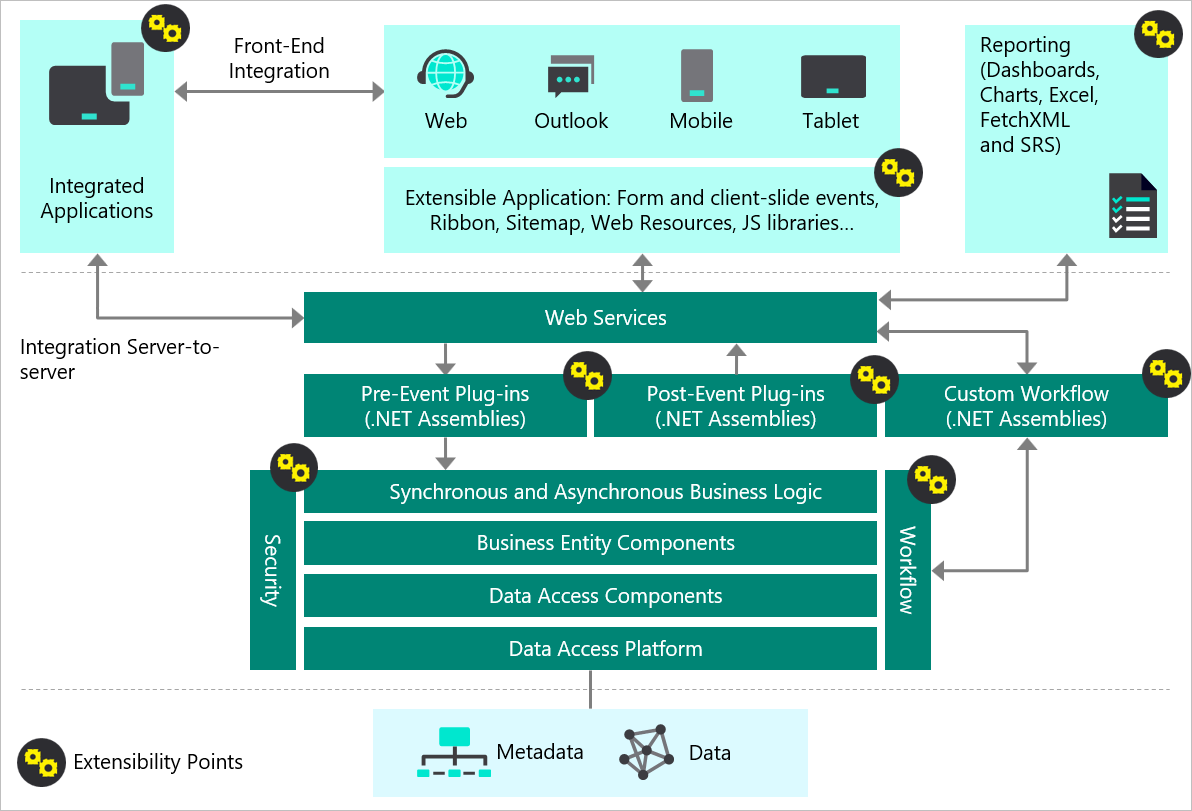 Front-End
Integration
Integrated
Applications
Web
Outlook
Mobile
Tablet
Extensible Application: Form and client-slide events,
Ribbon, Sitemap, Web Resources, JS libraries...
Reporting
(Dashboards,
Charts, Excel,
FetchXML
and SRS)
Integration Server-to-
server
Web Services
Pre-Event Plug-ins
(.NET Assemblies)
Post-Event Plug-ins
(.NET Assemblies)
Custom Workflow
(.NET Assemblies)
Security
Synchronous and Asynchronous Business Logic
Business Entity Components
Data Access Components
Data Access Platform
Workflow
Metadata
Data
Extensibility Points